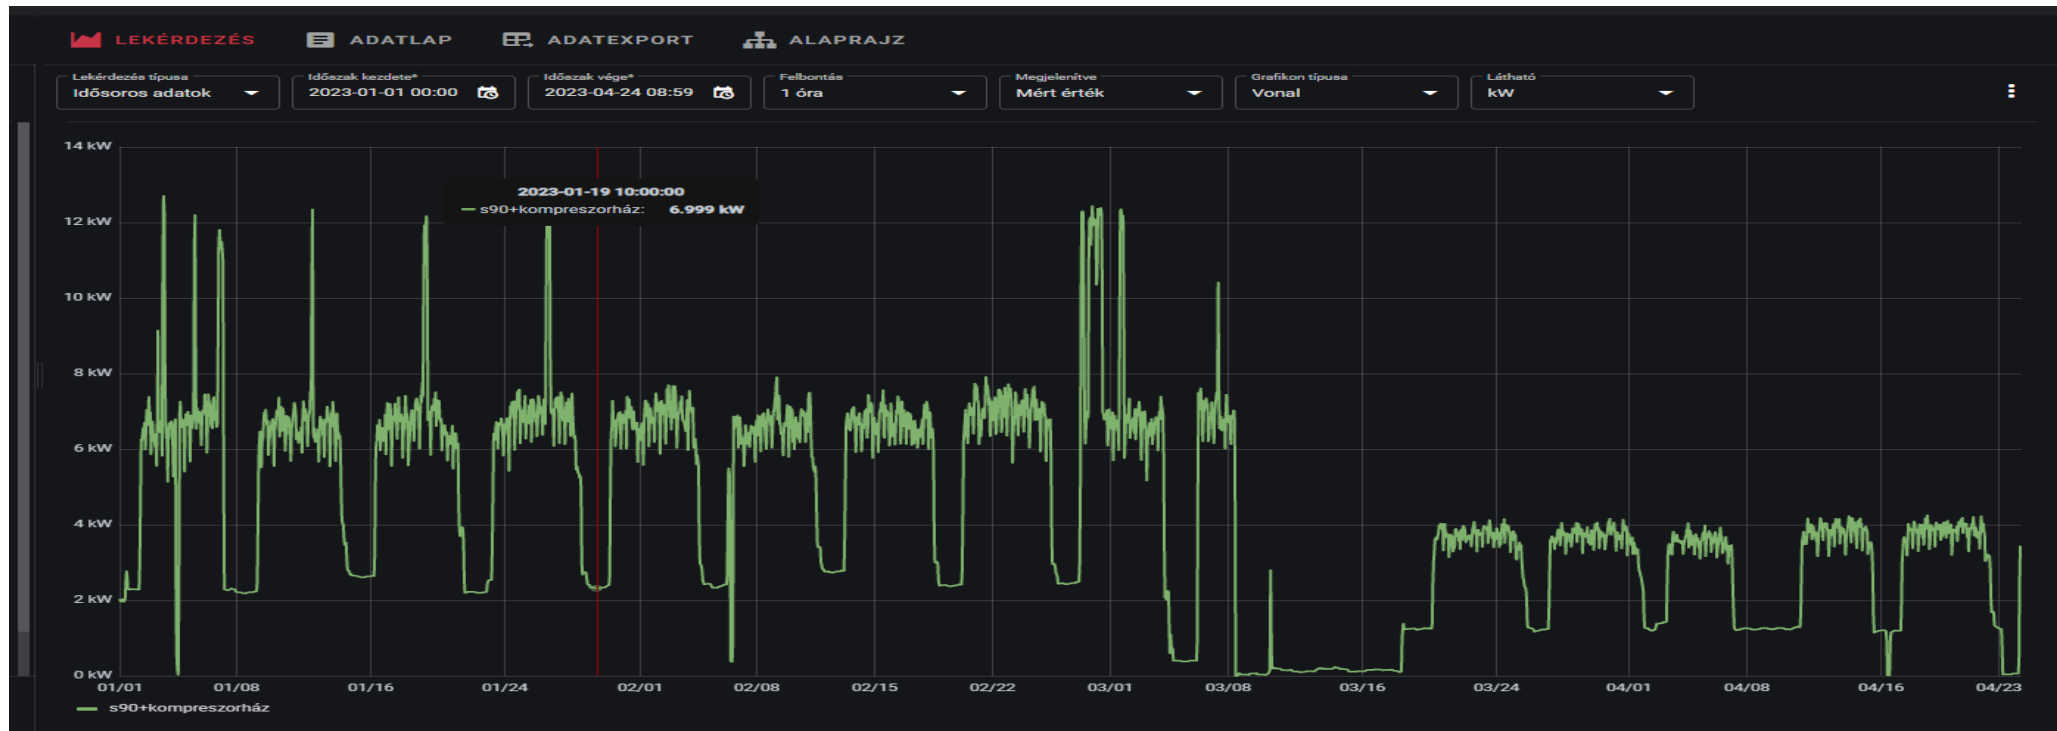 LEKÉRDEZÉS ADATLAP ADATEXPORT ALAPRAJZ
Lekérdezés típusa Időszak kezdete* Időszak vége* Felbontás Megjelenítve Grafikon típusa Látható
Idősoros adatok 2023-01-01 00:00 2023-04-24 08:59 1 óra Mért érték Vonal kW
14 kW
2023-01-19 10:00:00
s90+kompreszorház: 6.999 kW
12 kW
10 kW
8 kW
6 kW
4 kW
2 kW
0 kW
01/01 01/08 01/16 01/24 02/01 02/08 02/15 02/22 03/01 03/08 03/16 03/24 04/01 04/08 04/16 04/23
s90+kompreszorház